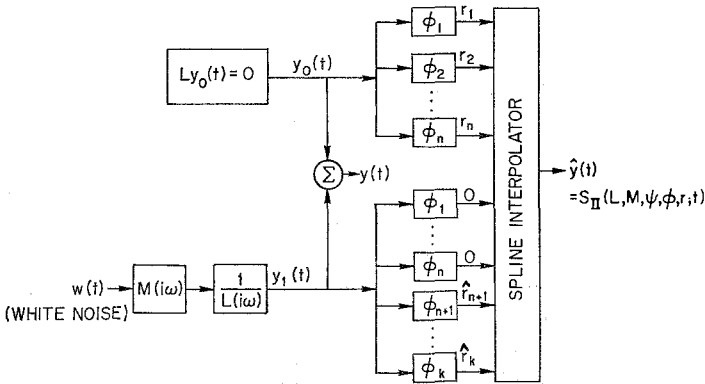 φ₁ r₁
Ly₀(t)=0 y₀(t) φ₂ r₂
φₙ rₙ
Σ y(t)
SPLINE INTERPOLATOR
ŷ(t)
=S_II(L,M,ψ,φ,r;t)
φ₁ 0
φₙ 0
w(t) M(iω) 1/L(iω) y₁(t)
(WHITE NOISE)
φₙ₊₁ r̂ₙ₊₁
φₖ r̂ₖ